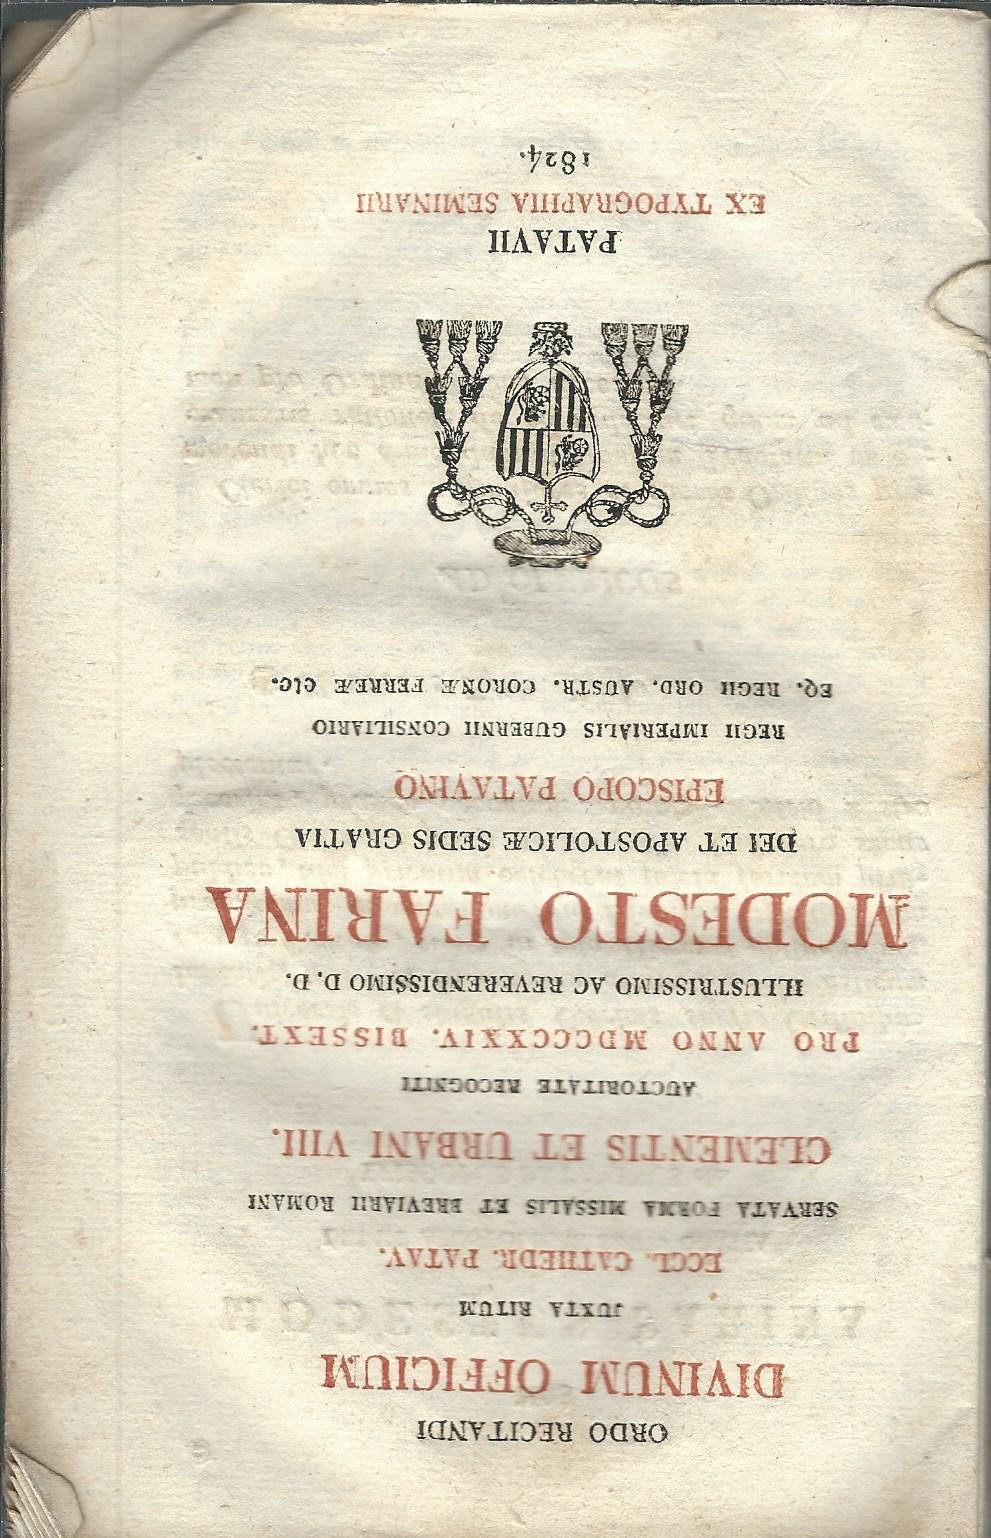 ORDO RECITANDI
DIVINUM OFFICIUM
JUXTA RITUM
ECCL. CATHEDR. PATAV.
SERVATA FORMA MISSALIS ET BREVIARII ROMANI
CLEMENTIS ET URBANI VIII.
AUCTORITATE RECOGNITI
PRO ANNO MDCCCXXIV. BISSEXT.
ILLUSTRISSIMO AC REVERENDISSIMO D. D.
MODESTO FARINA
DEI ET APOSTOLICÆ SEDIS GRATIA
EPISCOPO PATAVINO
REGII IMPERIALIS GUBERNII CONSILIARIO
EQ. REGII ORD. AUSTR. CORONÆ FERREÆ etc.
PATAVII
EX TYPOGRAPHIA SEMINARII
1824.